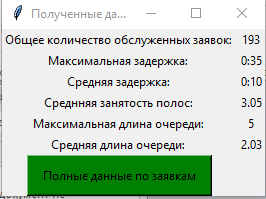 Полученные да...
Общее количество обслуженных заявок: 193
Максимальная задержка: 0:35
Средняя задержка: 0:10
Среднняя занятость полос: 3.05
Максимальная длина очереди: 5
Средняя длина очереди: 2.03
Полные данные по заявкам